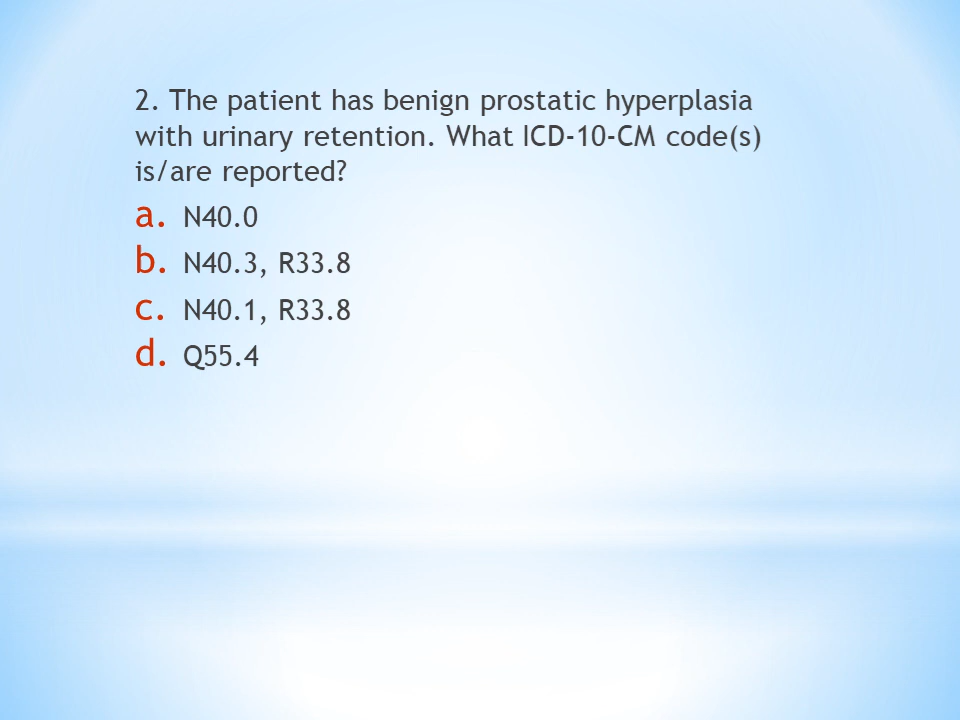 2. The patient has benign prostatic hyperplasia
with urinary retention. What ICD-10-CM code(s)
is/are reported?
a. N40.0
b. N40.3, R33.8
c. N40.1, R33.8
d. Q55.4